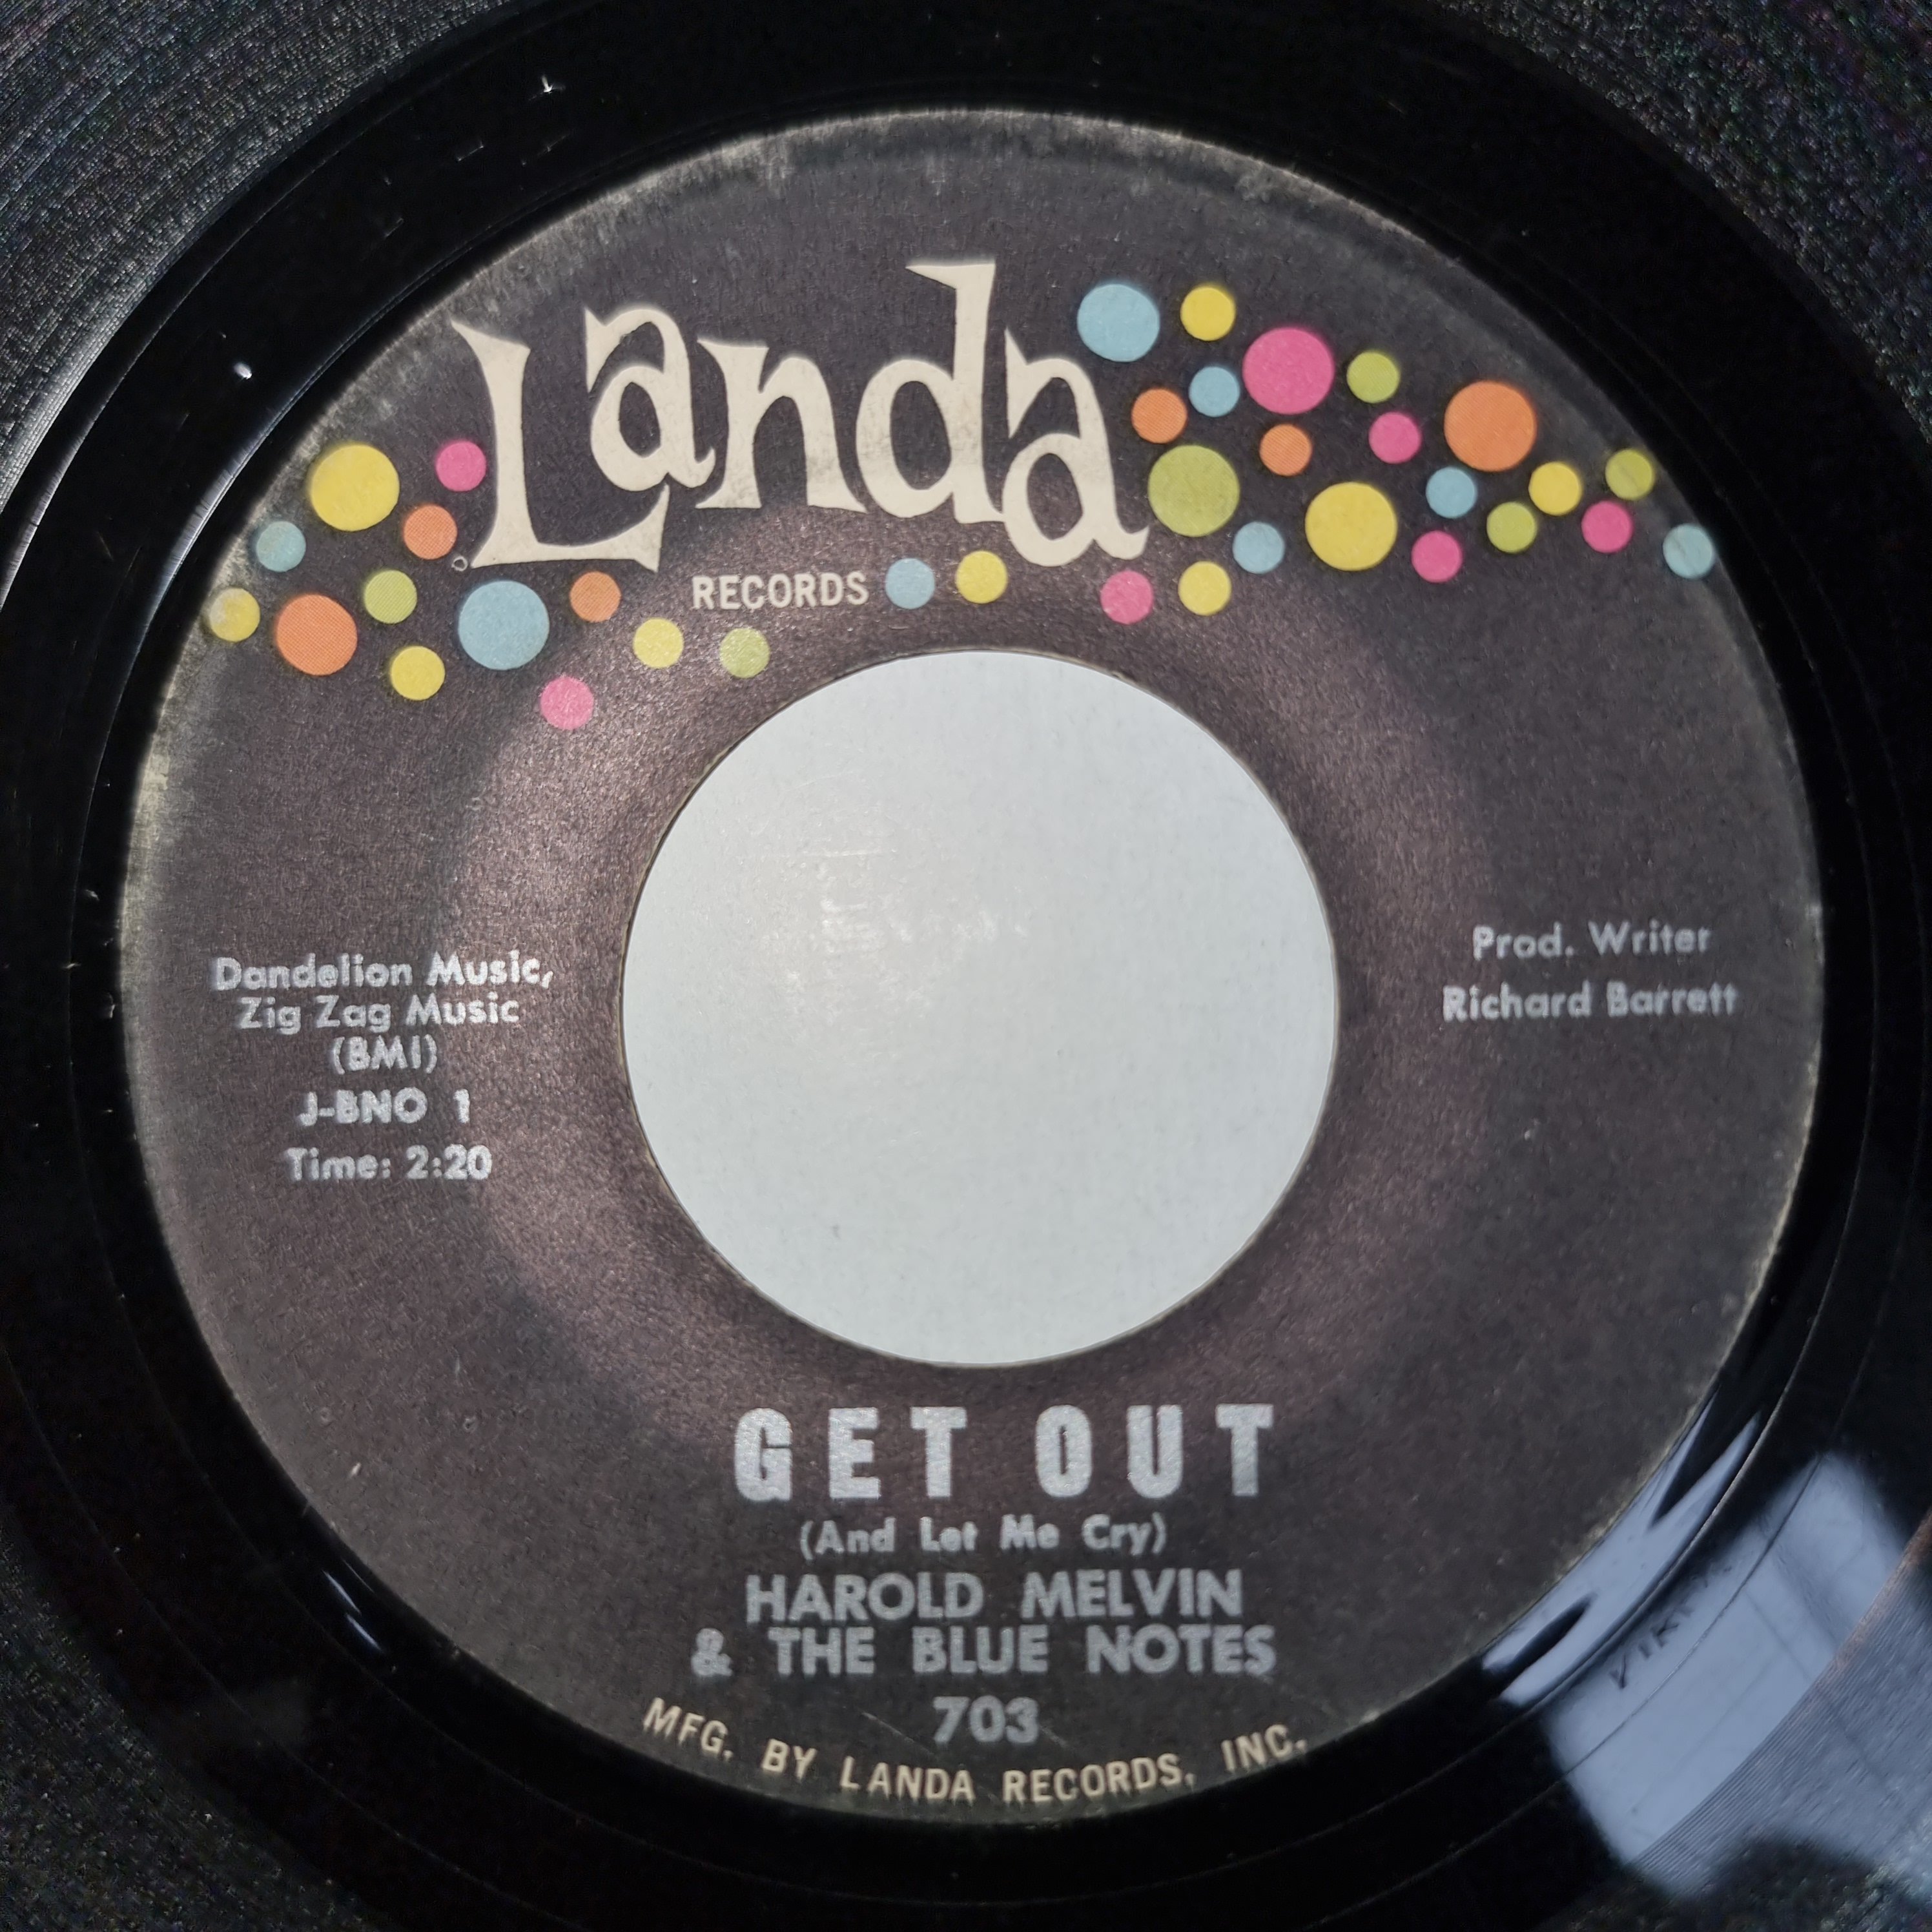 Landa
RECORDS
Dandelion Music,
Zig Zag Music
(BMI)
J-BNO 1
Time: 2:20
Prod. Writer
Richard Barrett
GET OUT
(And Let Me Cry)
HAROLD MELVIN
& THE BLUE NOTES
703
MFG. BY LANDA RECORDS, INC.